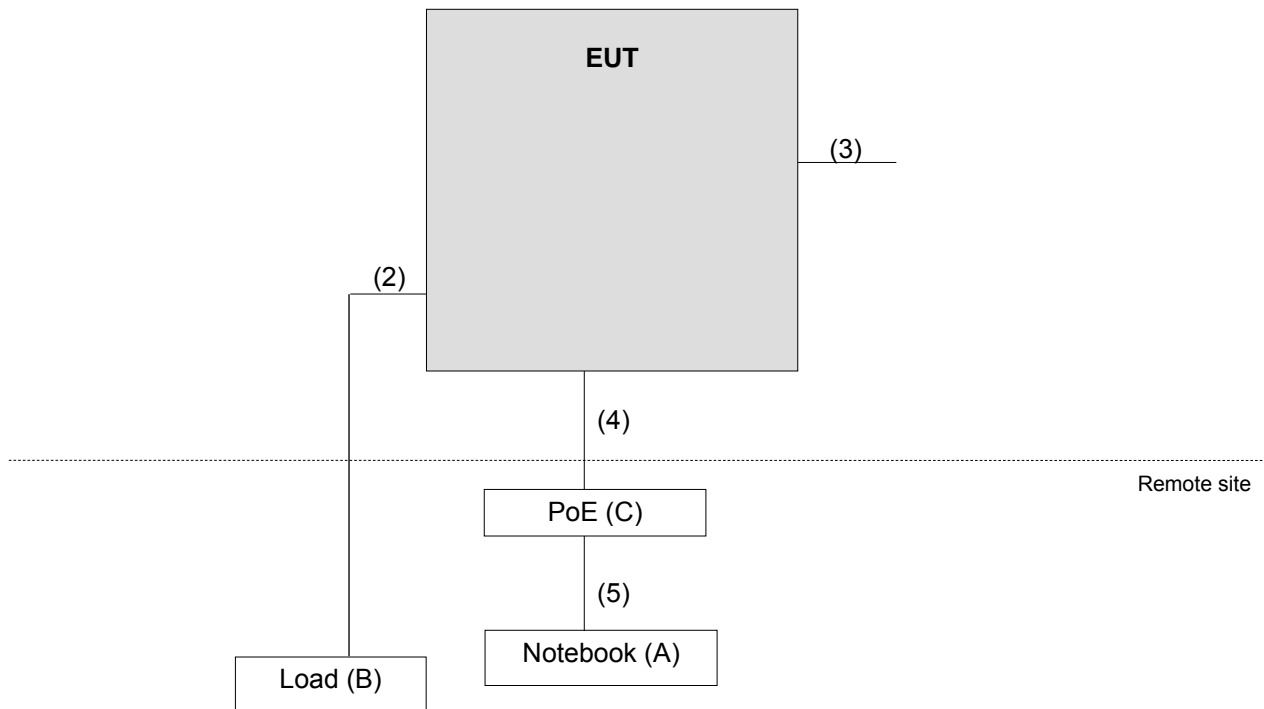 EUT
(3)
(2)
(4)
Remote site
PoE (C)
(5)
Notebook (A)
Load (B)